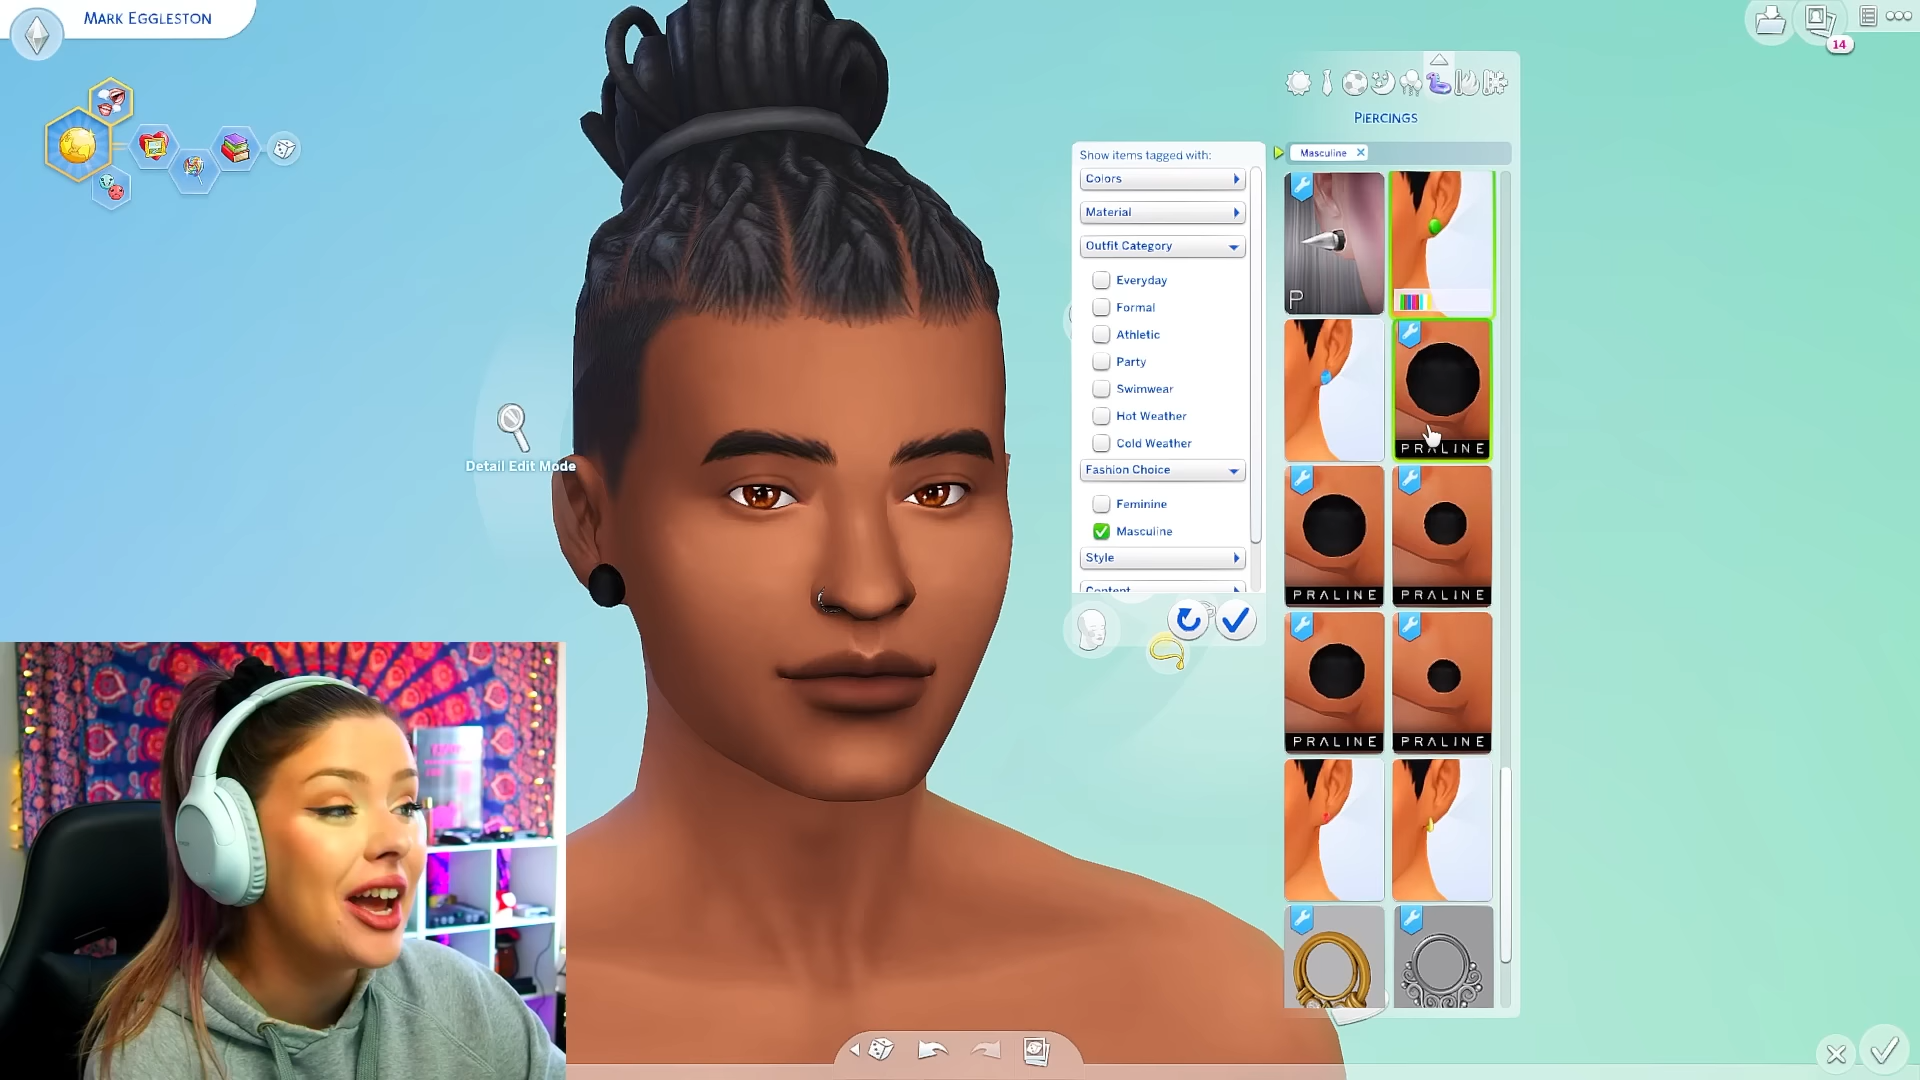 MARK EGGLESTON
14
PIERCINGS
Show items tagged with:
Masculine
Colors
Material
Outfit Category
Everyday
Formal
Athletic
Party
Swimwear
Hot Weather
Cold Weather
Fashion Choice
Feminine
Masculine
Style
Content
Detail Edit Mode
P
PRALINE
PRALINE
PRALINE
PRALINE
PRALINE